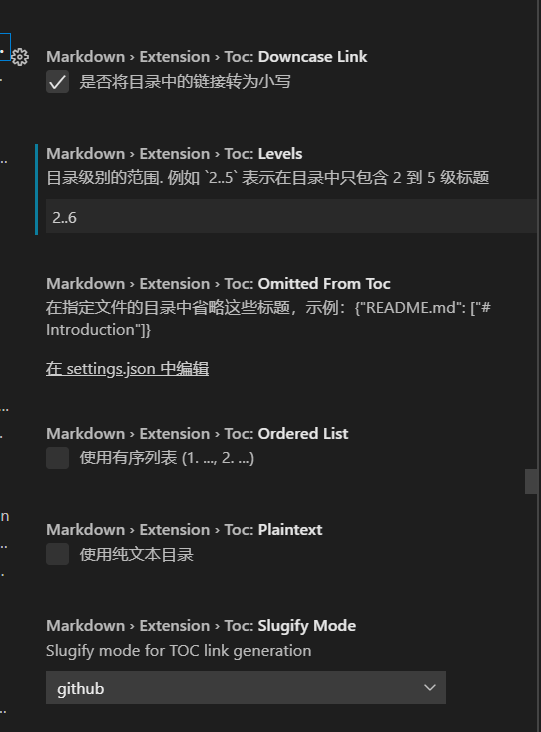 Markdown › Extension › Toc: Downcase Link
是否将目录中的链接转为小写
Markdown › Extension › Toc: Levels
目录级别的范围. 例如 `2..5` 表示在目录中只包含 2 到 5 级标题
2..6
Markdown › Extension › Toc: Omitted From Toc
在指定文件的目录中省略这些标题，示例：{"README.md": ["#
Introduction"]}
在 settings.json 中编辑
Markdown › Extension › Toc: Ordered List
使用有序列表 (1. ..., 2. ...)
Markdown › Extension › Toc: Plaintext
使用纯文本目录
Markdown › Extension › Toc: Slugify Mode
Slugify mode for TOC link generation
github